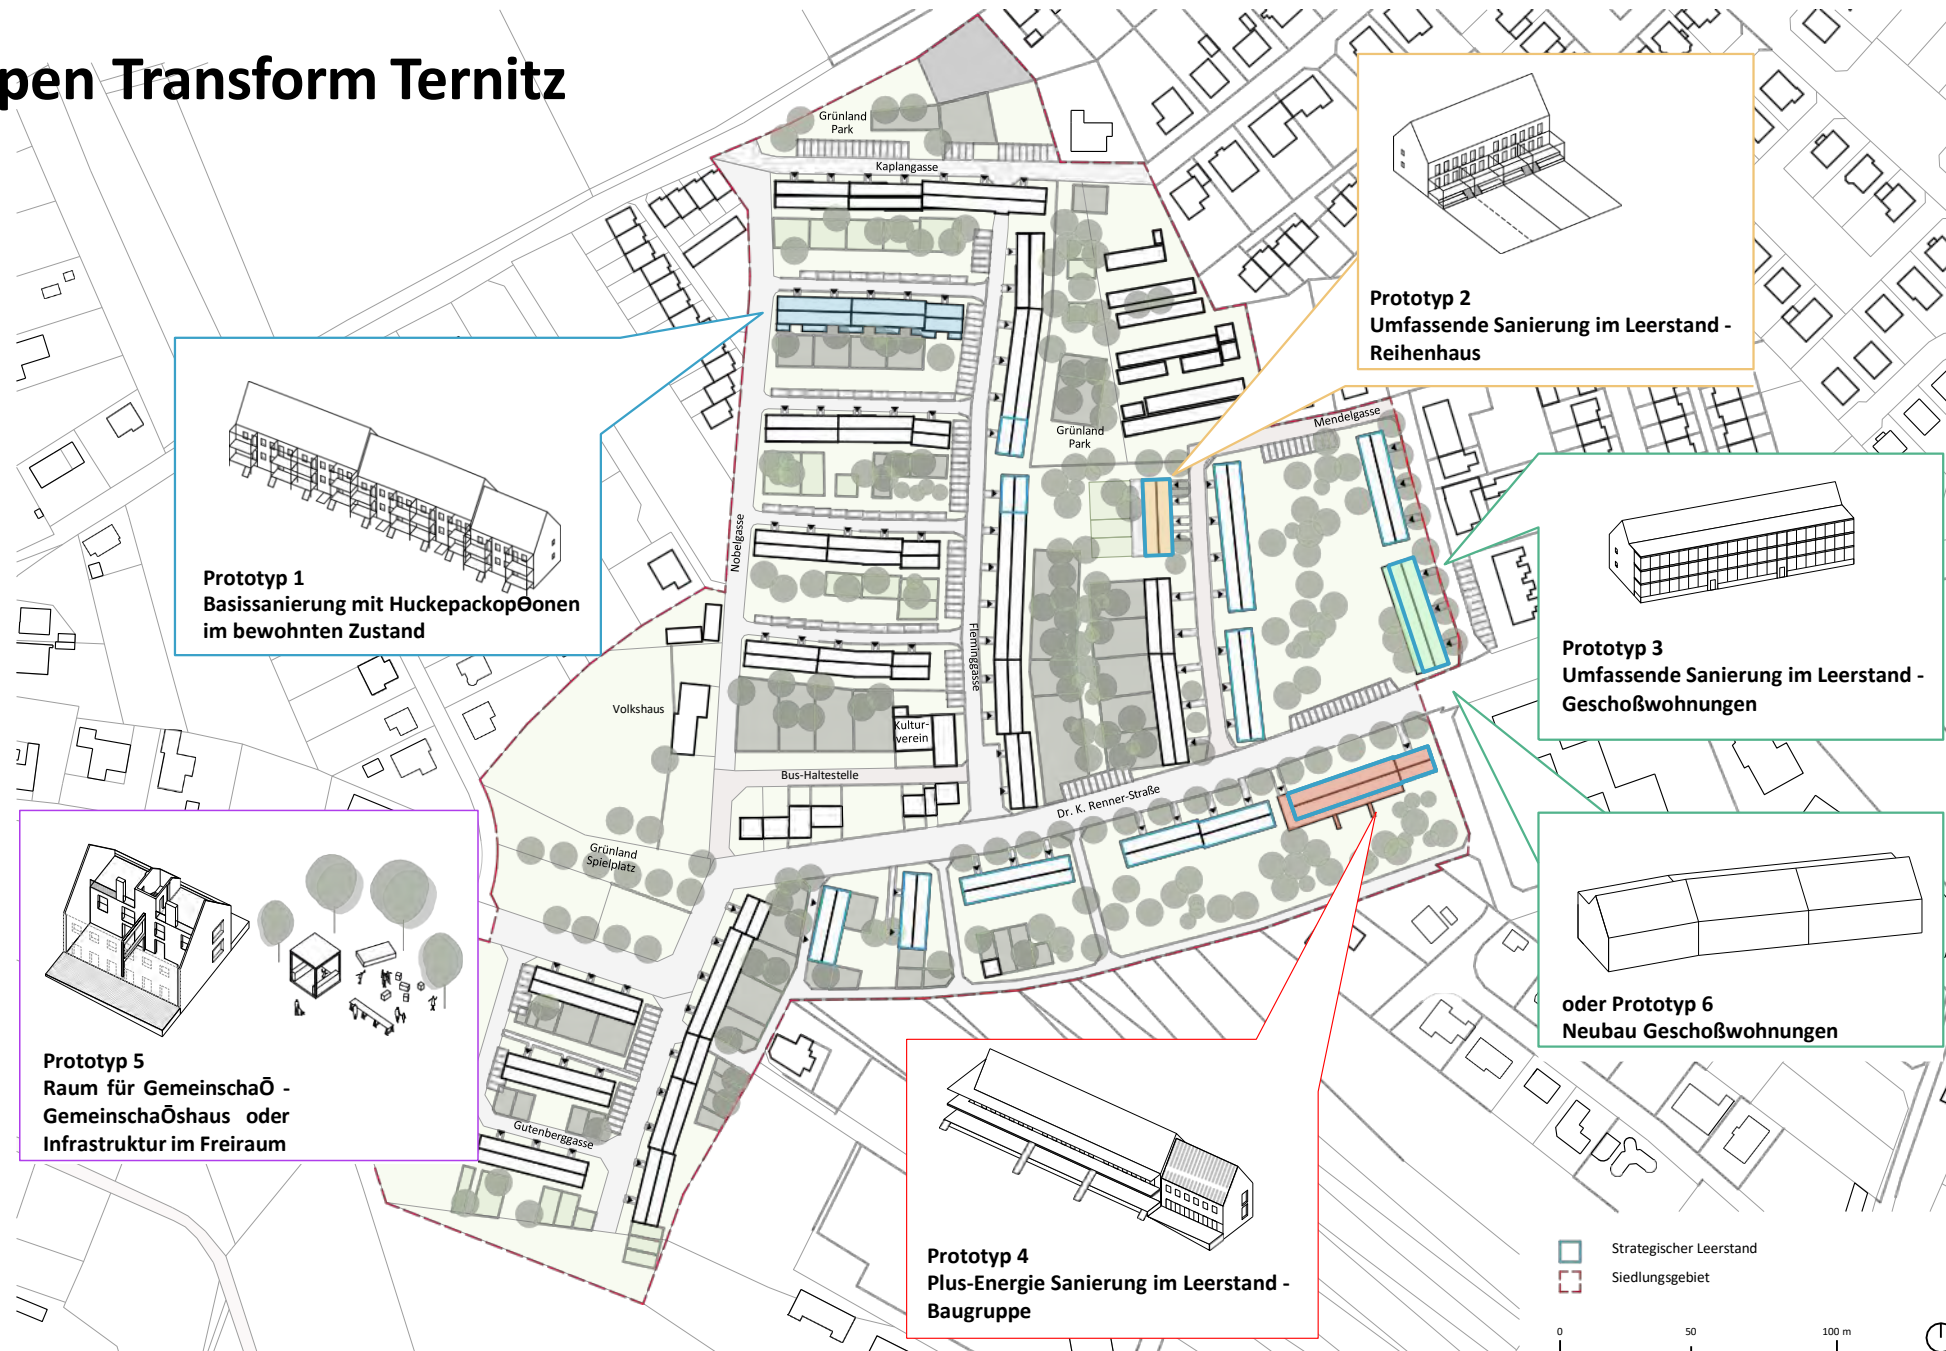 pen Transform Ternitz
Grünland
Park
Kaplangasse
Prototyp 2
Umfassende Sanierung im Leerstand -
Reihenhaus
Mendelgasse
Grünland
Park
Prototyp 1
Basissanierung mit HuckepackopƟonen
im bewohnten Zustand
Nobelgasse
Fleminggasse
Prototyp 3
Umfassende Sanierung im Leerstand -
Geschoßwohnungen
Volkshaus
Kultur-
verein
Bus-Haltestelle
Dr. K. Renner-Straße
Grünland
Spielplatz
oder Prototyp 6
Neubau Geschoßwohnungen
Prototyp 5
Raum für GemeinschaŌ -
GemeinschaŌshaus oder
Infrastruktur im Freiraum
Gutenberggasse
Prototyp 4
Plus-Energie Sanierung im Leerstand -
Baugruppe
Strategischer Leerstand
Siedlungsgebiet
0 50 100 m